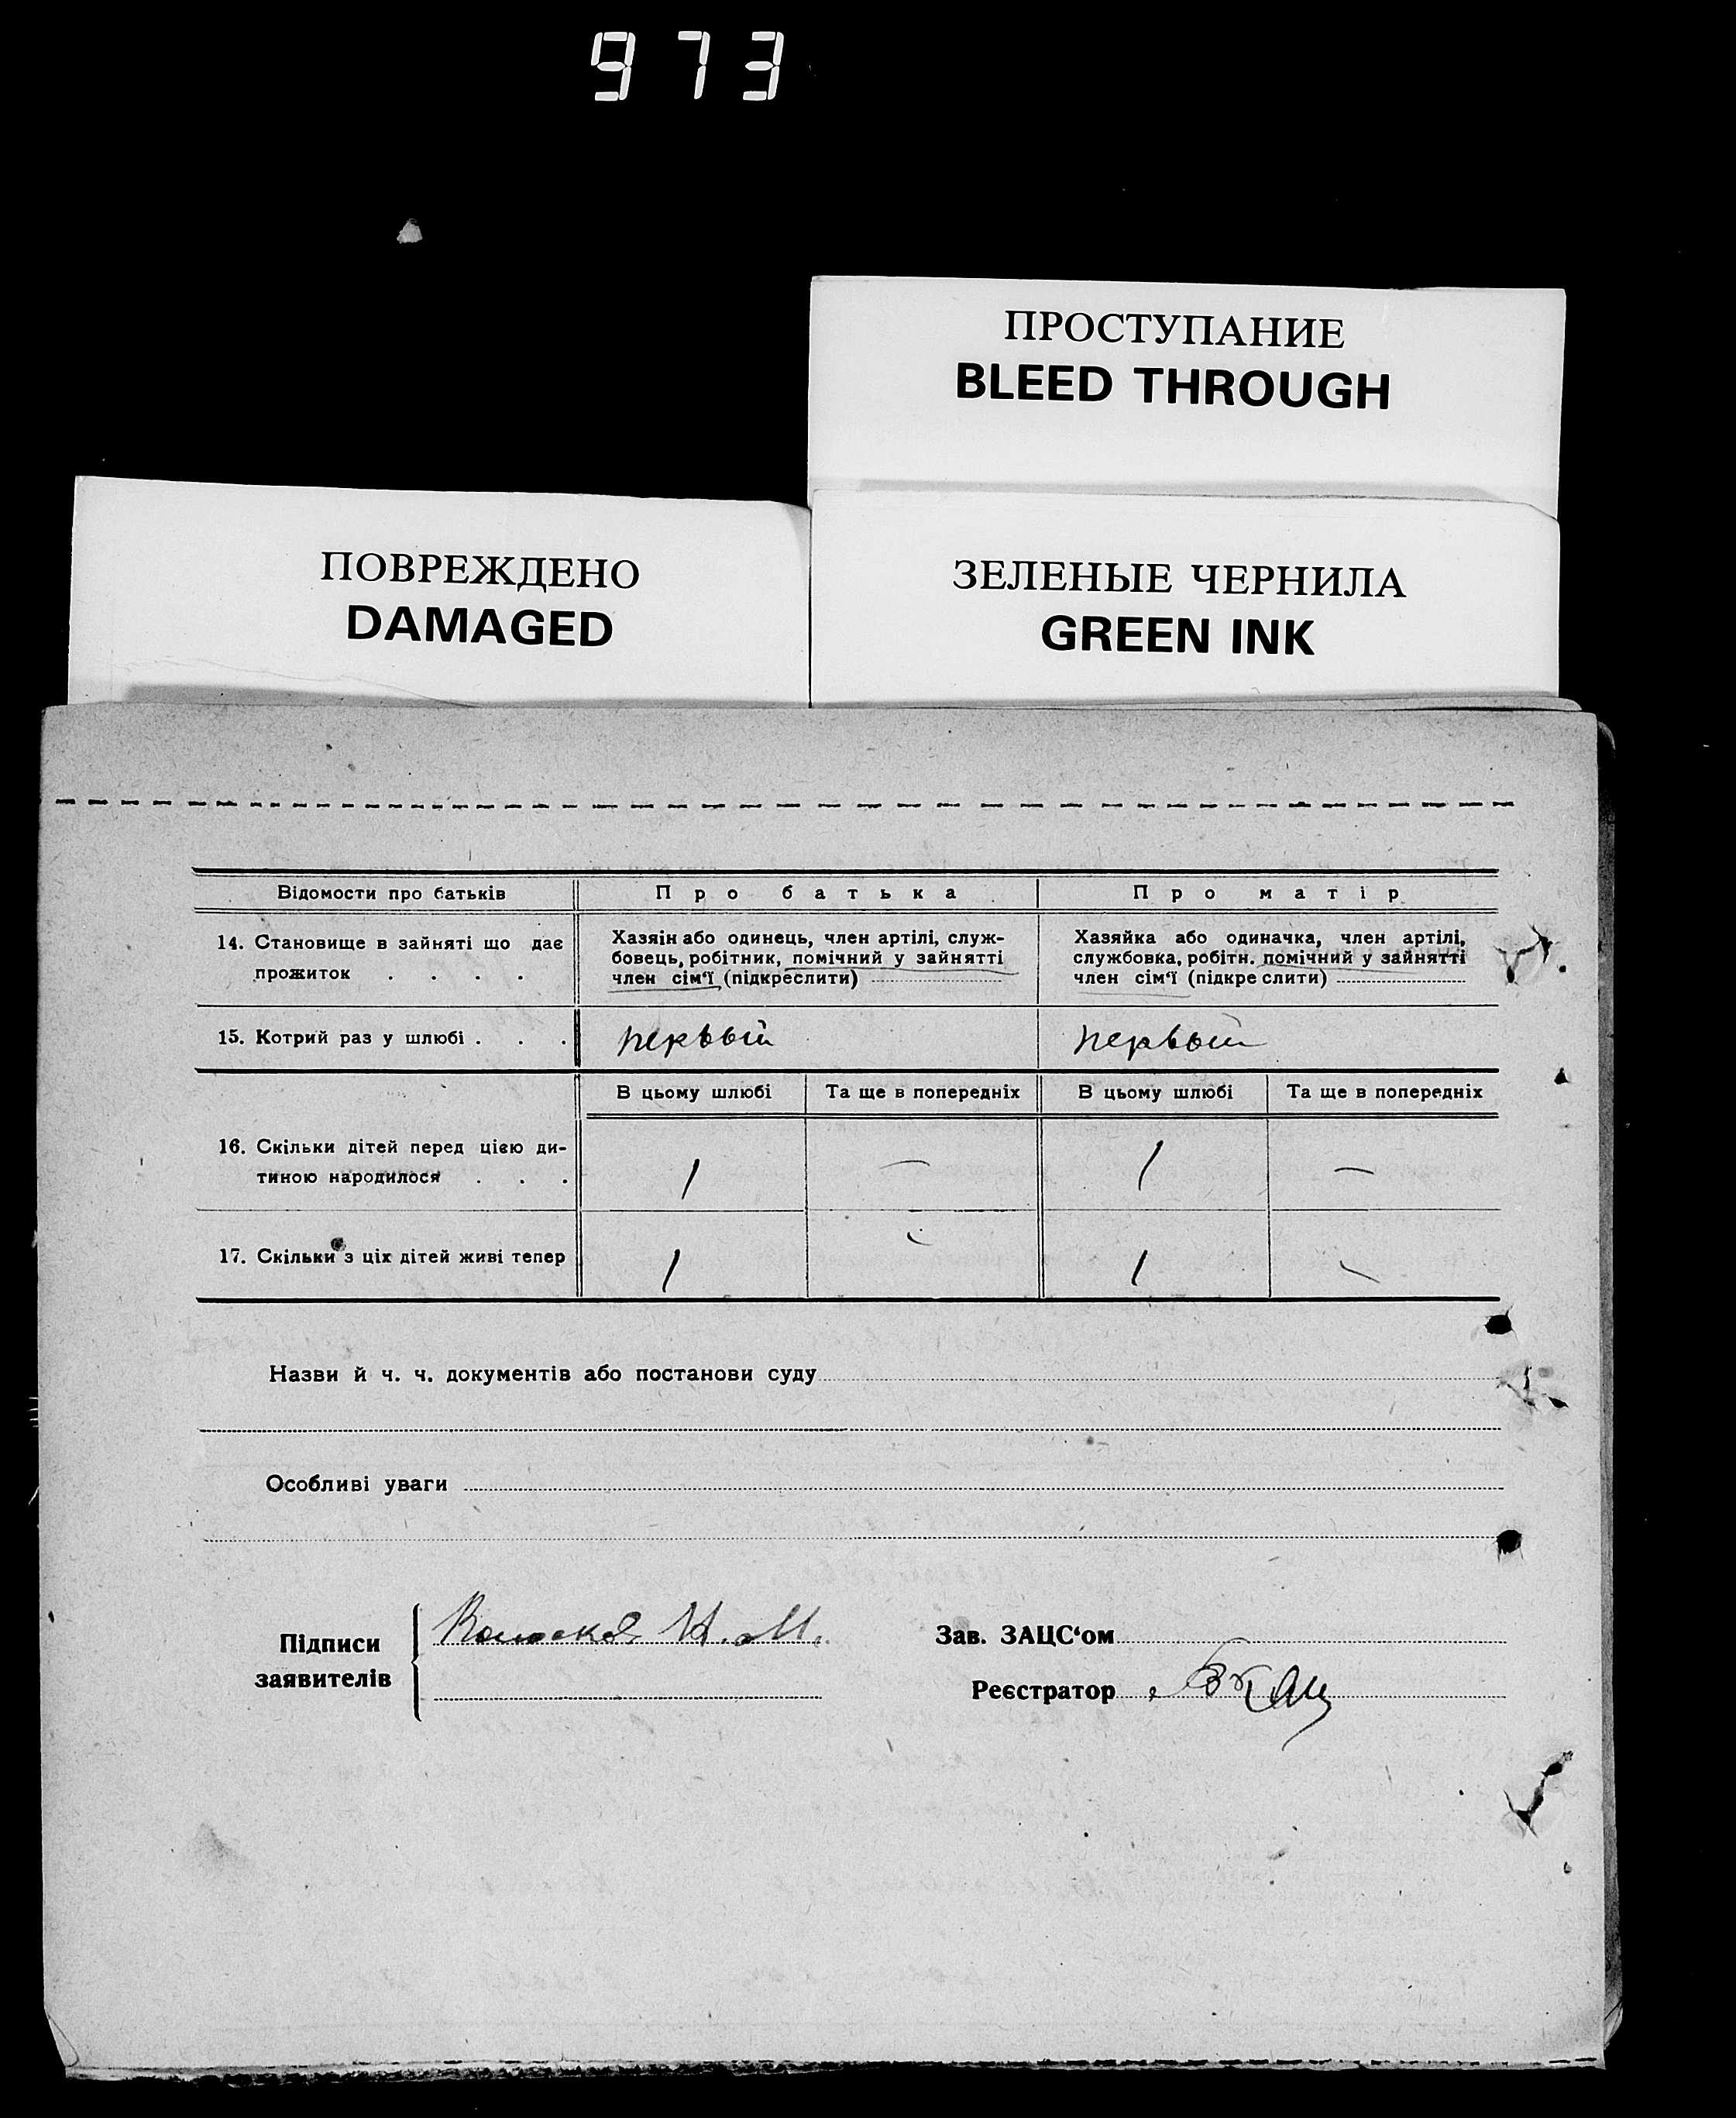 973
ПРОСТУПАНИЕ
BLEED THROUGH
ПОВРЕЖДЕНО
DAMAGED
ЗЕЛЕНЫЕ ЧЕРНИЛА
GREEN INK
Відомости про батьків
Про батька
Про матір
14. Становище в зайняті що дає
прожиток . . . .
Хазяїн або одинець, член артілі, служ-
бовець, робітник, помічний у зайнятті
член сім‘ї (підкреслити)
Хазяйка або одиначка, член артілі,
службовка, робітн. помічний у зайнятті
член сім‘ї (підкре слити)
15. Котрий раз у шлюбі . . .
первый
первый
В цьому шлюбі
Та ще в попередніх
В цьому шлюбі
Та ще в попередніх
16. Скільки дітей перед цією ди-
тиною народилося . . .
1 — 1 —
17. Скільки з ціх дітей живі тепер
1 — 1 —
Назви й ч. ч. документів або постанови суду
Особливі уваги
Підписи
заявителів
Н. М.
Зав. ЗАЦС‘ом
Реєстратор